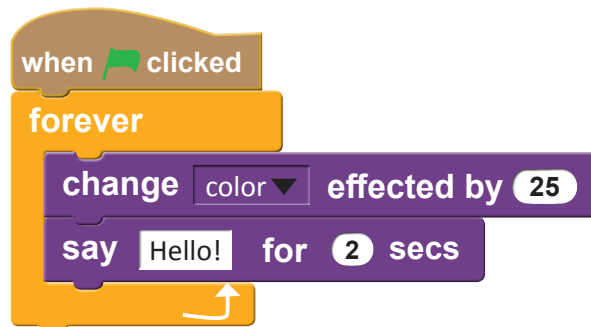 when clicked
forever
change color effected by 25
say Hello! for 2 secs